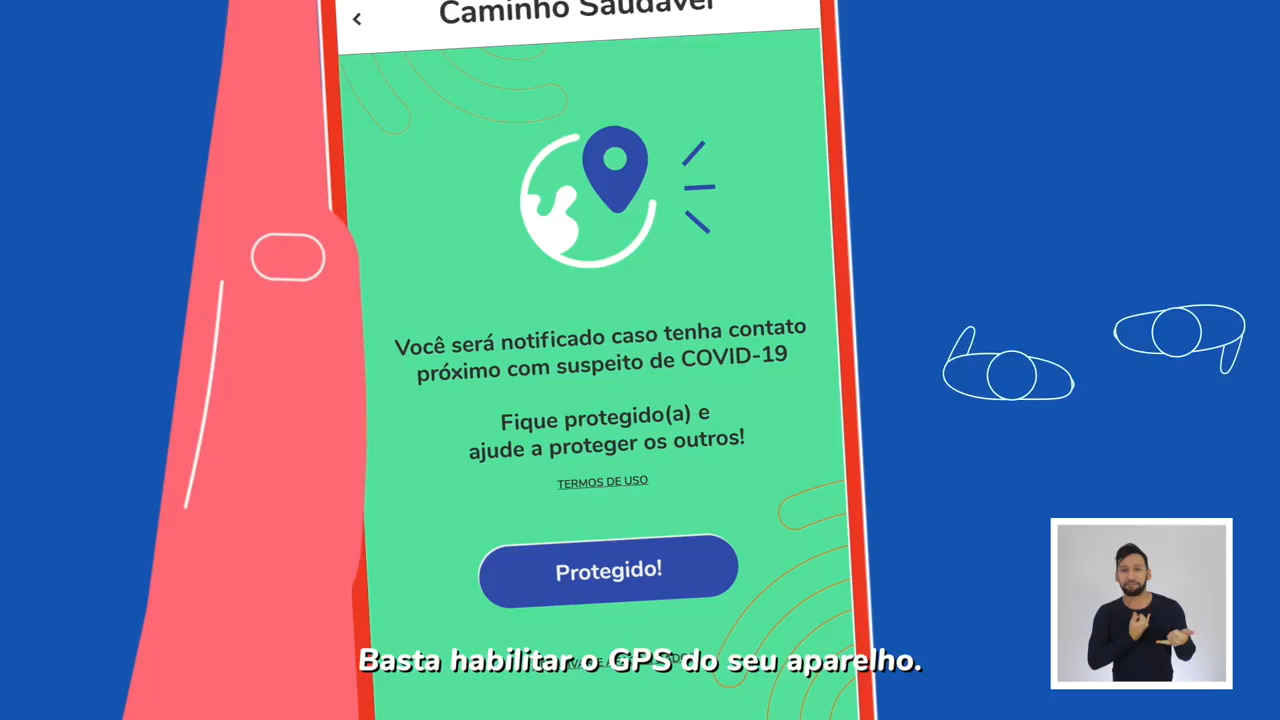 Caminho Saudável
Você será notificado caso tenha contato
próximo com suspeito de COVID-19
Fique protegido(a) e
ajude a proteger os outros!
TERMOS DE USO
Protegido!
Basta habilitar o GPS do seu aparelho.